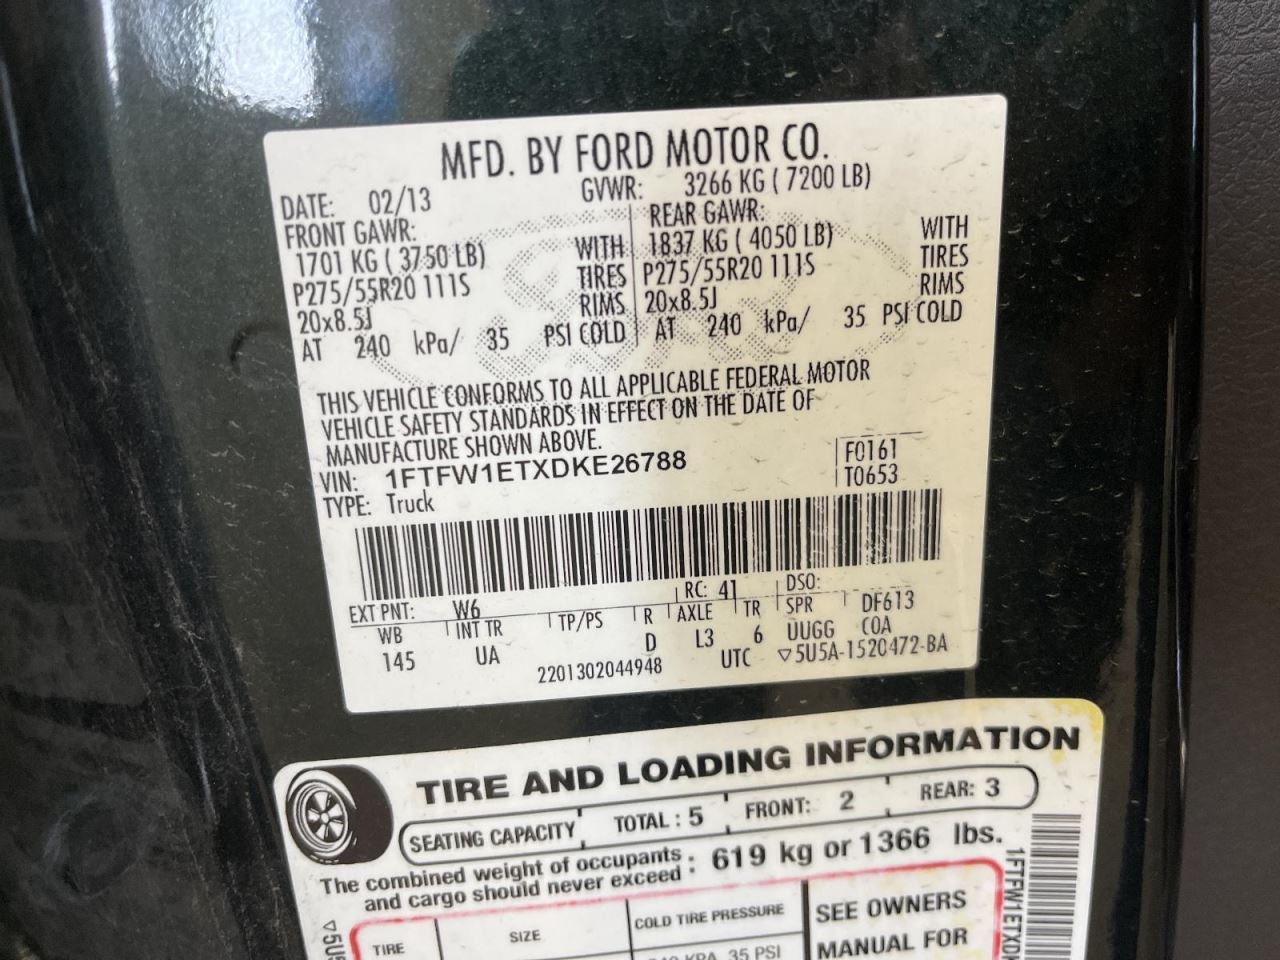 MFD. BY FORD MOTOR CO.
DATE: 02/13 GVWR: 3266 KG ( 7200 LB)
FRONT GAWR: REAR GAWR:
1701 KG ( 3750 LB) WITH 1837 KG ( 4050 LB) WITH
P275/55R20 111S TIRES P275/55R20 111S TIRES
20x8.5J RIMS 20x8.5J RIMS
AT 240 kPa/ 35 PSI COLD AT 240 kPa/ 35 PSI COLD
THIS VEHICLE CONFORMS TO ALL APPLICABLE FEDERAL MOTOR
VEHICLE SAFETY STANDARDS IN EFFECT ON THE DATE OF
MANUFACTURE SHOWN ABOVE.
VIN: 1FTFW1ETXDKE26788 F0161
TYPE: Truck T0653
EXT PNT: W6 RC: 41 DSO:
WB INT TR TP/PS R AXLE TR SPR DF613
145 UA D L3 6 UUGG COA
2201302044948 UTC ▽5U5A-1520472-BA
TIRE AND LOADING INFORMATION
SEATING CAPACITY TOTAL : 5 FRONT: 2 REAR: 3
The combined weight of occupants
and cargo should never exceed : 619 kg or 1366 lbs.
TIRE SIZE COLD TIRE PRESSURE SEE OWNERS
35 PSI MANUAL FOR
1FTFW1ETXDK
▽5U5